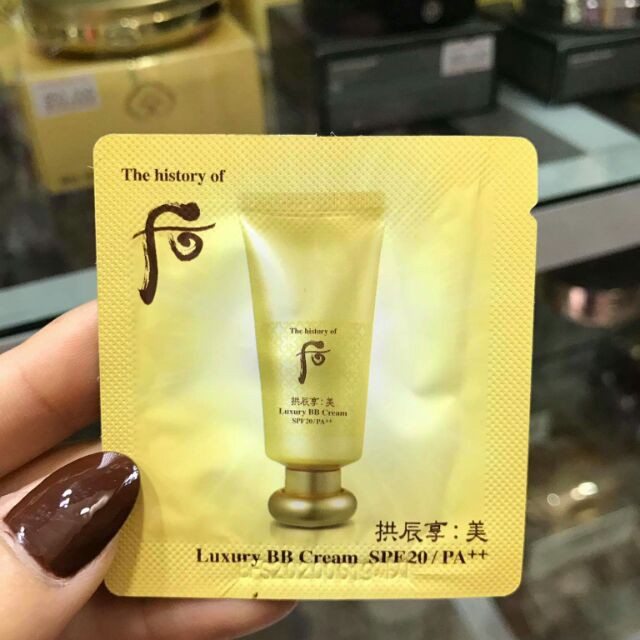 The history of
后
The history of
后
拱辰享 : 美
Luxury BB Cream
SPF20/PA++
拱辰享 : 美
Luxury BB Cream SPF20/PA++